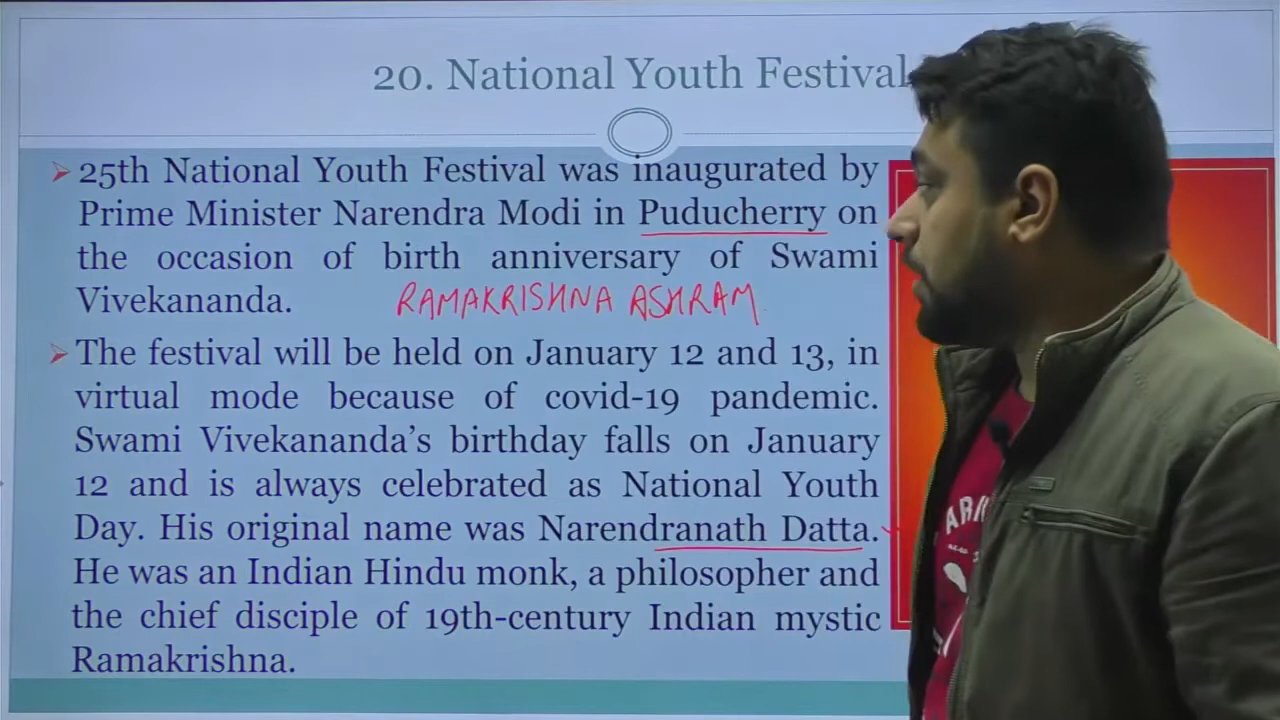 20. National Youth Festival
25th National Youth Festival was inaugurated by
Prime Minister Narendra Modi in Puducherry on
the occasion of birth anniversary of Swami
Vivekananda. RAMAKRISHNA ASHRAM
The festival will be held on January 12 and 13, in
virtual mode because of covid-19 pandemic.
Swami Vivekananda's birthday falls on January
12 and is always celebrated as National Youth
Day. His original name was Narendranath Datta.
He was an Indian Hindu monk, a philosopher and
the chief disciple of 19th-century Indian mystic
Ramakrishna.